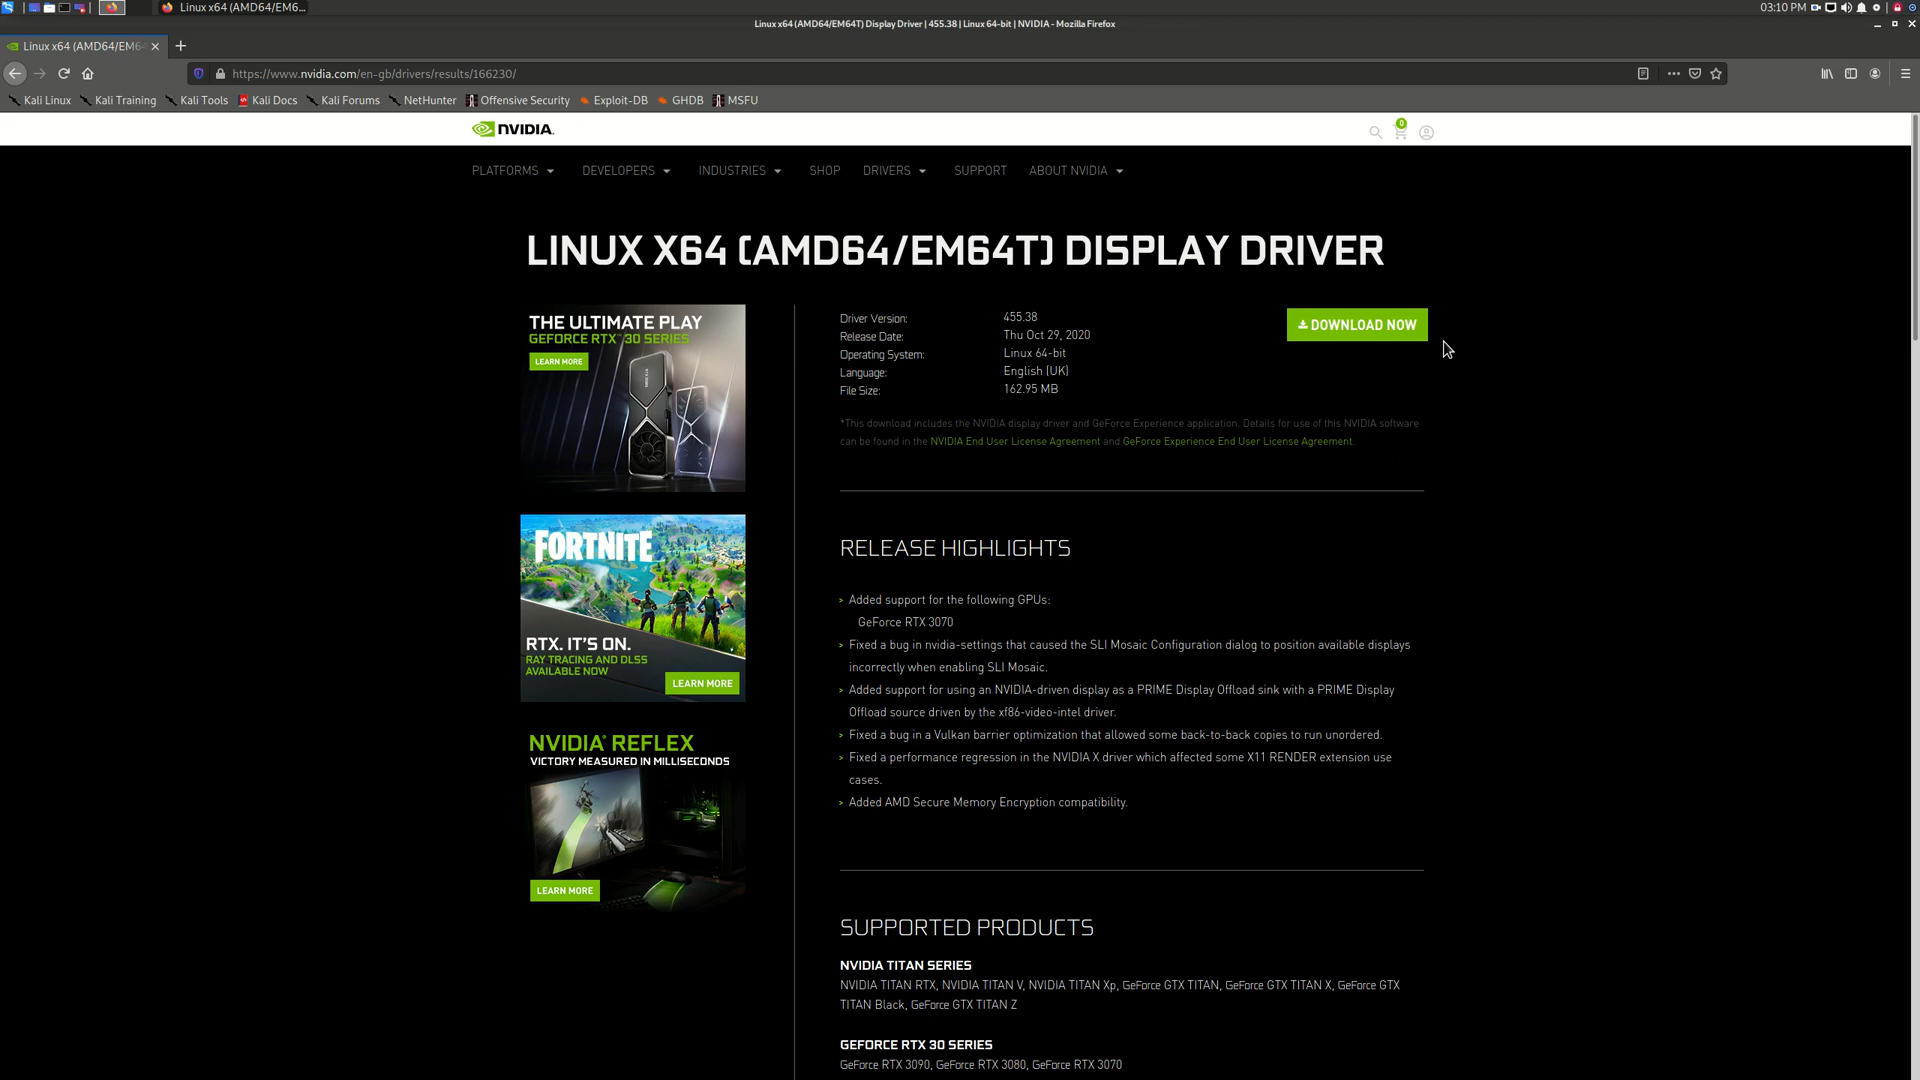 Linux x64 (AMD64/EM6...
03:10 PM
Linux x64 (AMD64/EM64T) Display Driver | 455.38 | Linux 64-bit | NVIDIA - Mozilla Firefox
Linux x64 (AMD64/EM64
https://www.nvidia.com/en-gb/drivers/results/166230/
Kali Linux
Kali Training
Kali Tools
Kali Docs
Kali Forums
NetHunter
Offensive Security
Exploit-DB
GHDB
MSFU
NVIDIA.
0
PLATFORMS
DEVELOPERS
INDUSTRIES
SHOP
DRIVERS
SUPPORT
ABOUT NVIDIA
LINUX X64 (AMD64/EM64T) DISPLAY DRIVER
THE ULTIMATE PLAY
GEFORCE RTX™ 30 SERIES
LEARN MORE
FORTNITE
RTX. IT'S ON.
RAY TRACING AND DLSS
AVAILABLE NOW
LEARN MORE
NVIDIA® REFLEX
VICTORY MEASURED IN MILLISECONDS
LEARN MORE
Driver Version: 455.38
Release Date: Thu Oct 29, 2020
Operating System: Linux 64-bit
Language: English (UK)
File Size: 162.95 MB
DOWNLOAD NOW
*This download includes the NVIDIA display driver and GeForce Experience application. Details for use of this NVIDIA software
can be found in the NVIDIA End User License Agreement and GeForce Experience End User License Agreement.
RELEASE HIGHLIGHTS
> Added support for the following GPUs:
GeForce RTX 3070
> Fixed a bug in nvidia-settings that caused the SLI Mosaic Configuration dialog to position available displays
incorrectly when enabling SLI Mosaic.
> Added support for using an NVIDIA-driven display as a PRIME Display Offload sink with a PRIME Display
Offload source driven by the xf86-video-intel driver.
> Fixed a bug in a Vulkan barrier optimization that allowed some back-to-back copies to run unordered.
> Fixed a performance regression in the NVIDIA X driver which affected some X11 RENDER extension use
cases.
> Added AMD Secure Memory Encryption compatibility.
SUPPORTED PRODUCTS
NVIDIA TITAN SERIES
NVIDIA TITAN RTX, NVIDIA TITAN V, NVIDIA TITAN Xp, GeForce GTX TITAN, GeForce GTX TITAN X, GeForce GTX
TITAN Black, GeForce GTX TITAN Z
GEFORCE RTX 30 SERIES
GeForce RTX 3090, GeForce RTX 3080, GeForce RTX 3070